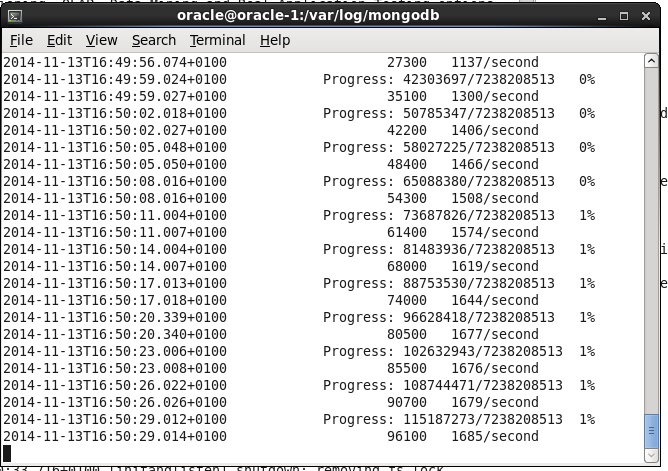 oracle@oracle-1:/var/log/mongodb
File Edit View Search Terminal Help
2014-11-13T16:49:56.074+0100 27300 1137/second
2014-11-13T16:49:59.024+0100 Progress: 42303697/7238208513 0%
2014-11-13T16:49:59.027+0100 35100 1300/second
2014-11-13T16:50:02.018+0100 Progress: 50785347/7238208513 0%
2014-11-13T16:50:02.027+0100 42200 1406/second
2014-11-13T16:50:05.048+0100 Progress: 58027225/7238208513 0%
2014-11-13T16:50:05.050+0100 48400 1466/second
2014-11-13T16:50:08.016+0100 Progress: 65088380/7238208513 0%
2014-11-13T16:50:08.016+0100 54300 1508/second
2014-11-13T16:50:11.004+0100 Progress: 73687826/7238208513 1%
2014-11-13T16:50:11.007+0100 61400 1574/second
2014-11-13T16:50:14.004+0100 Progress: 81483936/7238208513 1%
2014-11-13T16:50:14.007+0100 68000 1619/second
2014-11-13T16:50:17.013+0100 Progress: 88753530/7238208513 1%
2014-11-13T16:50:17.018+0100 74000 1644/second
2014-11-13T16:50:20.339+0100 Progress: 96628418/7238208513 1%
2014-11-13T16:50:20.340+0100 80500 1677/second
2014-11-13T16:50:23.006+0100 Progress: 102632943/7238208513 1%
2014-11-13T16:50:23.008+0100 85500 1676/second
2014-11-13T16:50:26.022+0100 Progress: 108744471/7238208513 1%
2014-11-13T16:50:26.026+0100 90700 1679/second
2014-11-13T16:50:29.012+0100 Progress: 115187273/7238208513 1%
2014-11-13T16:50:29.014+0100 96100 1685/second
[initandlisten] shutdown: removing fs lock